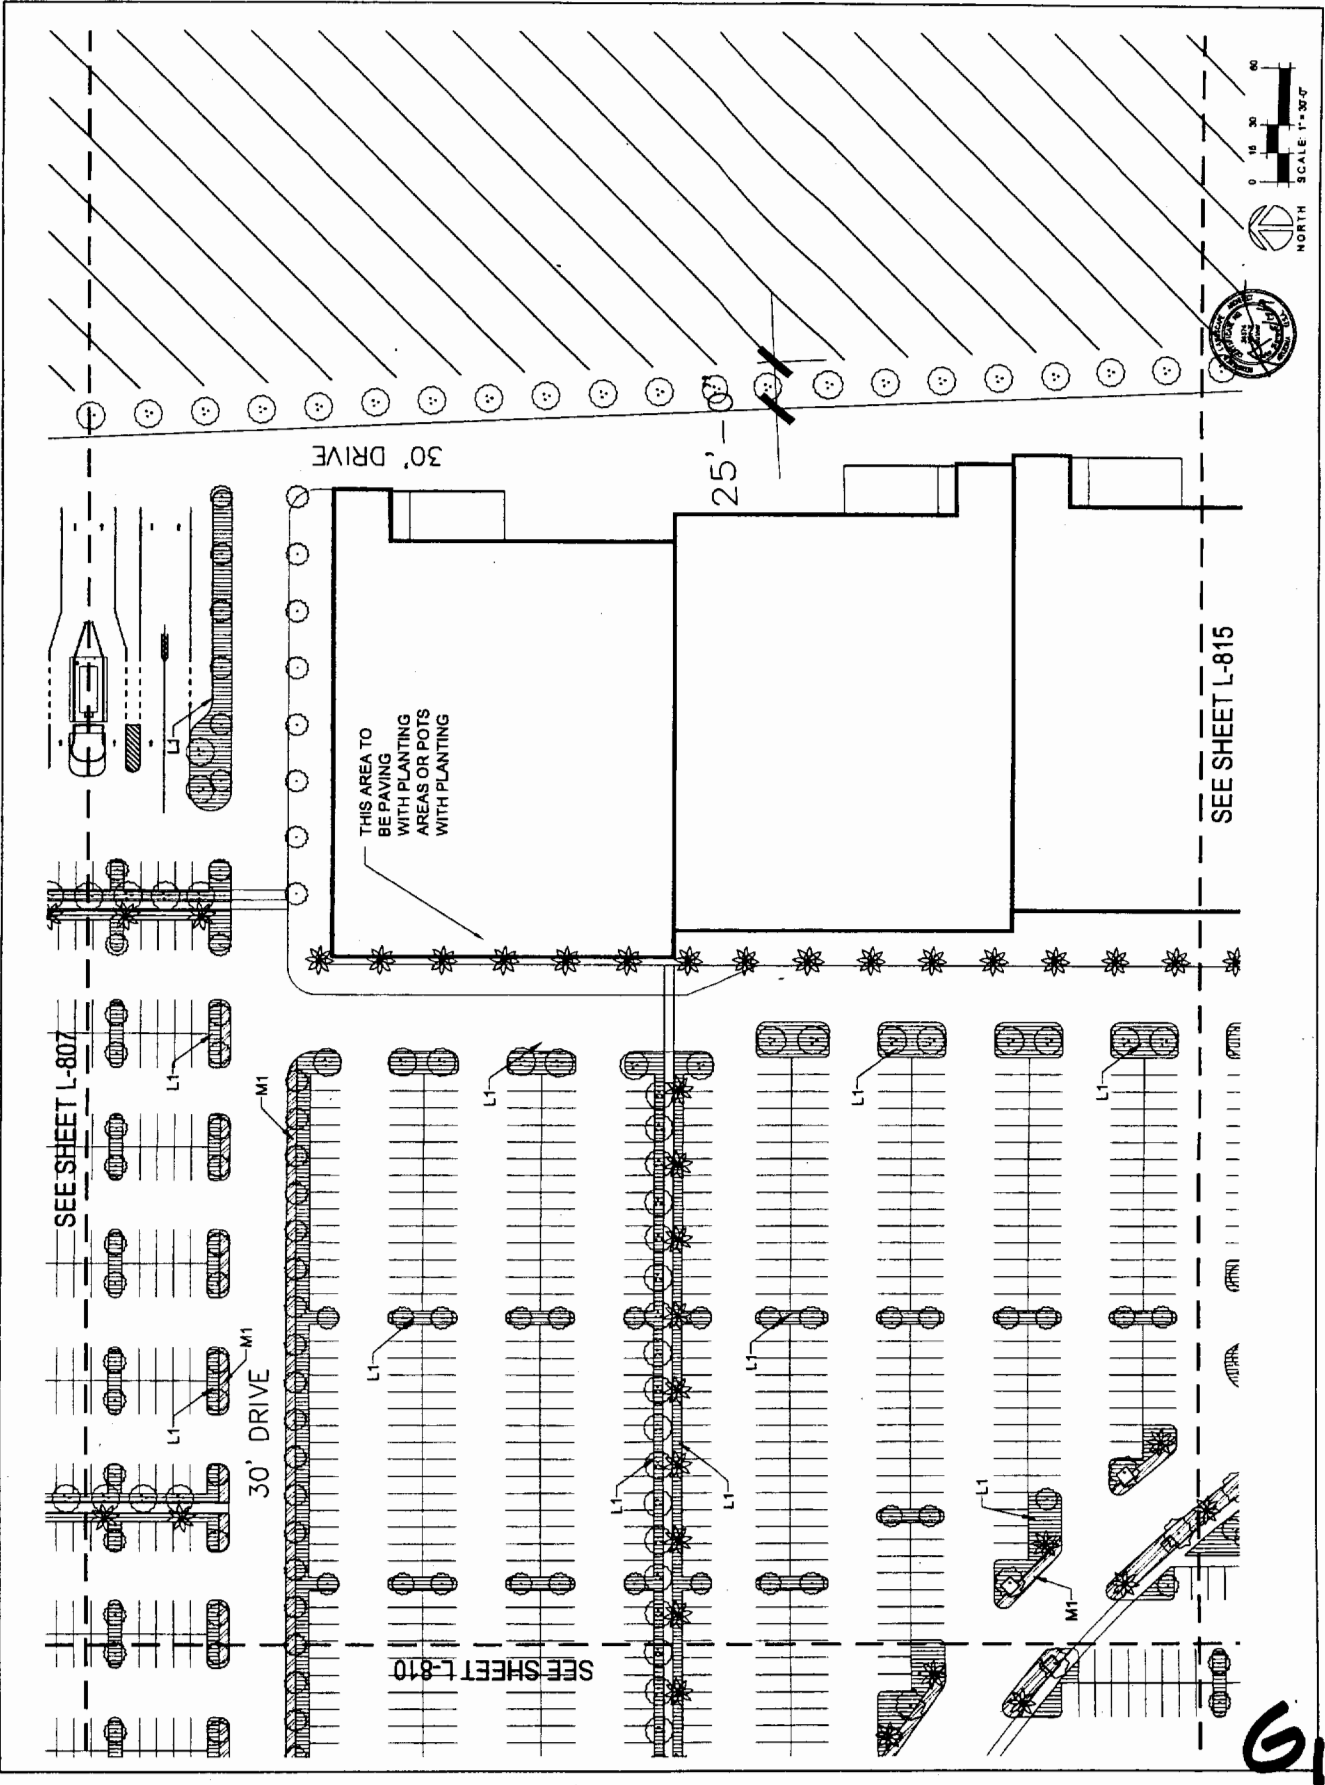 60
30
15
0
SCALE: 1" = 30'-0"
NORTH
30' DRIVE
25'-
SEE SHEET L-815
THIS AREA TO
BE PAVING
WITH PLANTING
AREAS OR POTS
WITH PLANTING
L1
SEE SHEET L-807
L1
M1
L1
L1
L1
M1
L1
30' DRIVE
L1
L1
L1
L1
L1
M1
SEE SHEET L-810
G1